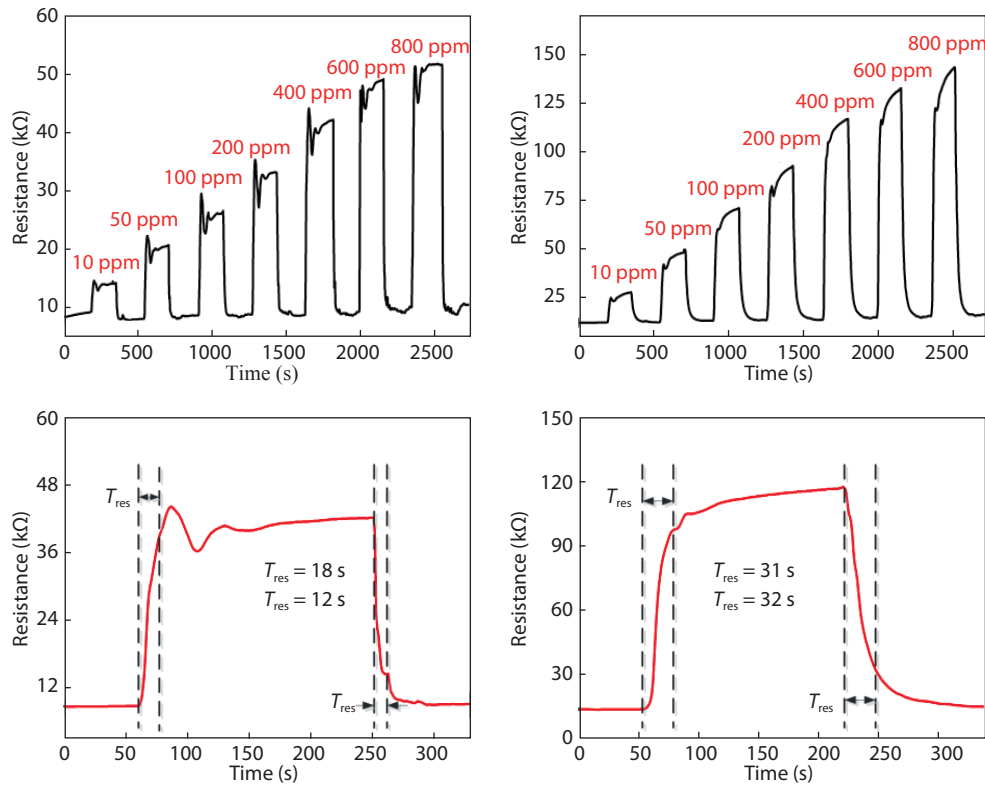 60
50
40
30
20
10
Resistance (kΩ)
10 ppm
50 ppm
100 ppm
200 ppm
400 ppm
600 ppm
800 ppm
0
500
1000
1500
2000
2500
Time (s)
150
125
100
75
50
25
Resistance (kΩ)
10 ppm
50 ppm
100 ppm
200 ppm
400 ppm
600 ppm
800 ppm
0
500
1000
1500
2000
2500
Time (s)
60
48
36
24
12
Resistance (kΩ)
Tres
Tres = 18 s
Tres = 12 s
Tres
0
50
100
150
200
250
300
Time (s)
150
120
90
60
30
0
Resistance (kΩ)
Tres
Tres = 31 s
Tres = 32 s
Tres
0
50
100
150
200
250
300
Time (s)